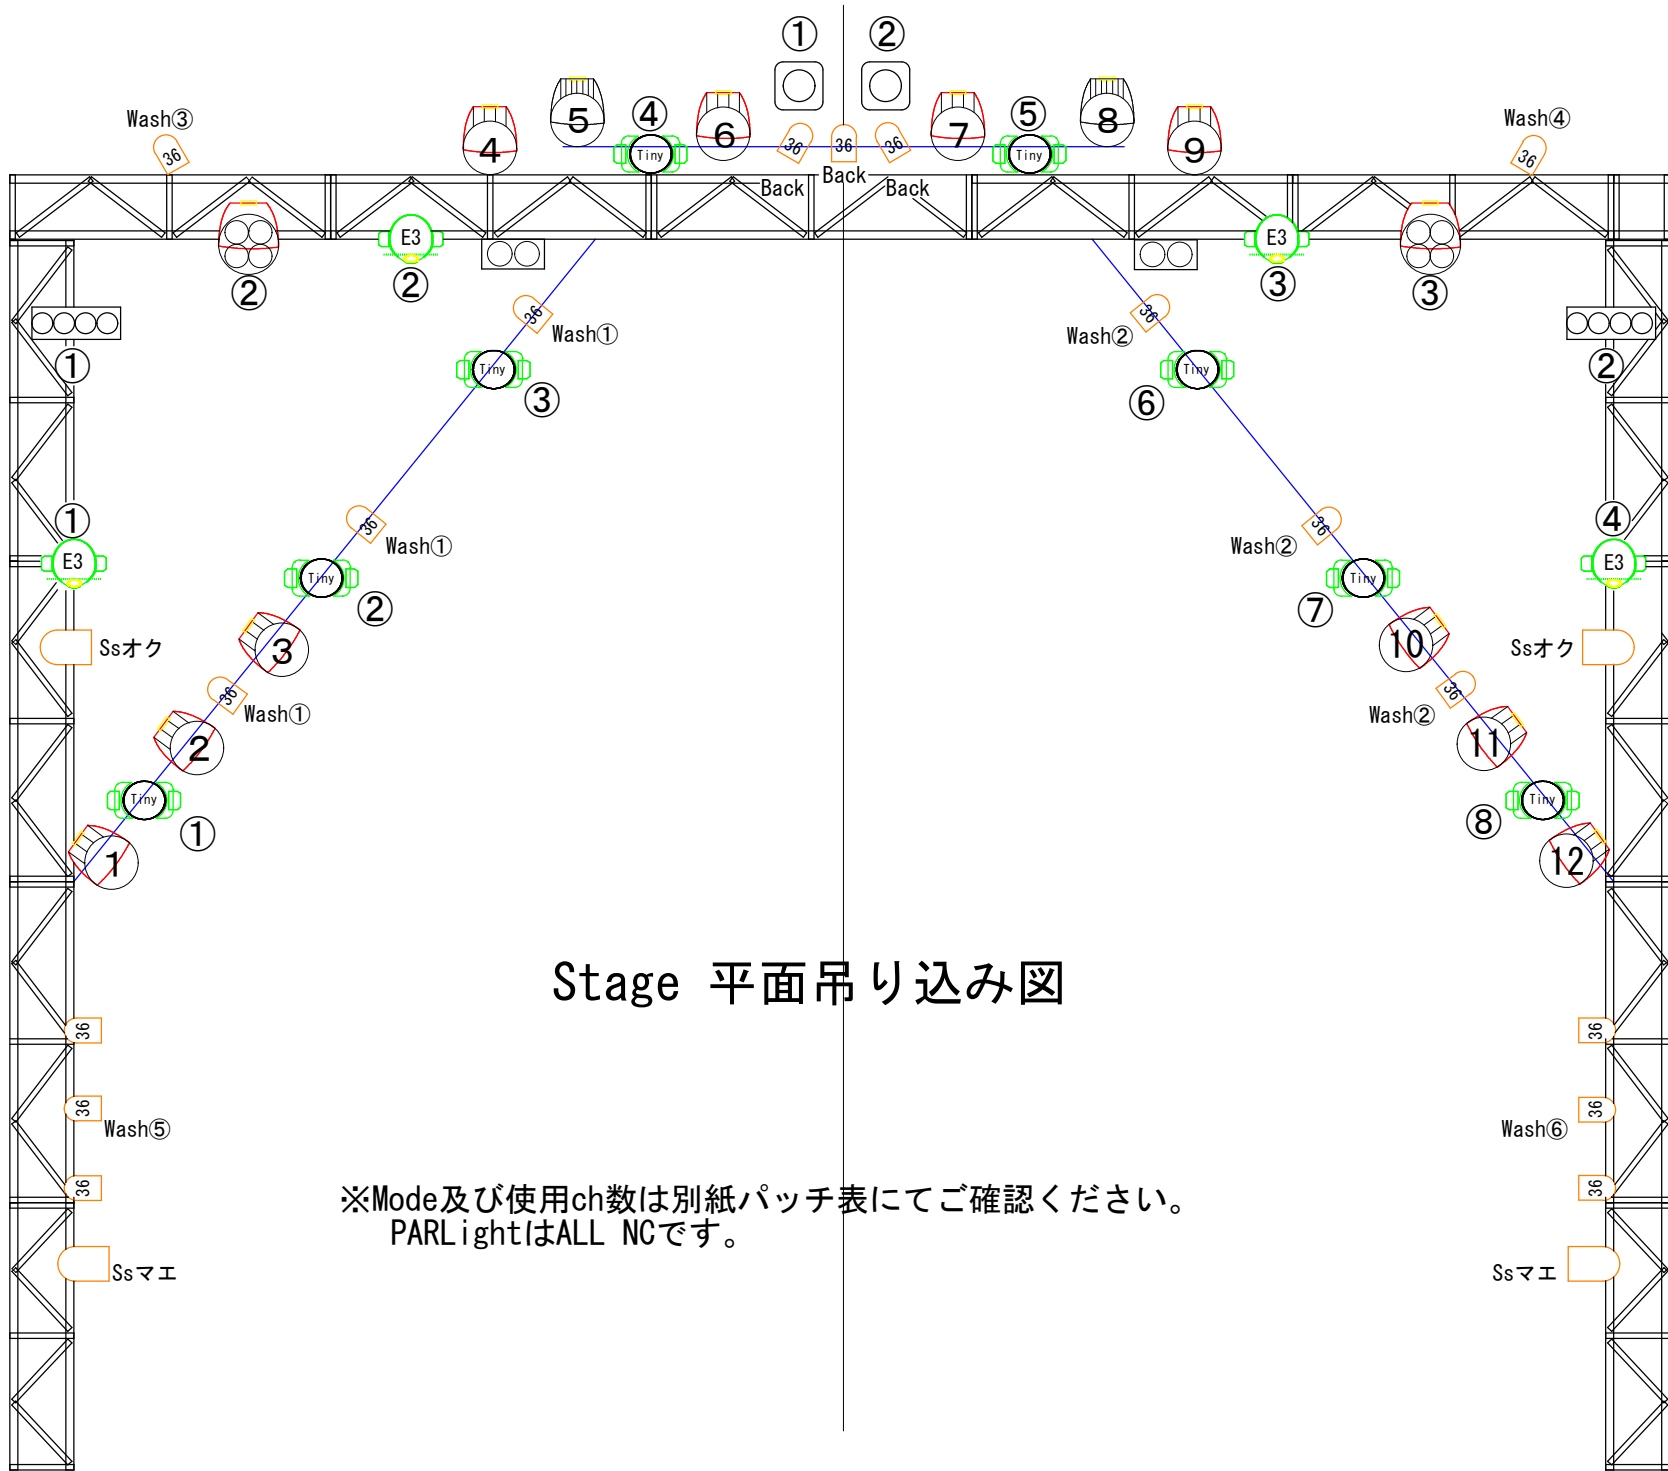 ① ②
Wash③ 4 5 ④ 6 36 36 36 7 ⑤ 8 9 Wash④
36 Tiny Tiny 36
Back Back Back
E3 E3
② ② ③ ③
36 Wash① Wash② 36
① Tiny ③ ⑥ Tiny ②
① 36 Wash① Wash② 36 ④
E3 Tiny ② ⑦ Tiny E3
Ssオク 3 10 Ssオク
36 Wash① Wash② 36
2 11
Tiny ① ⑧ Tiny
1 12
Stage 平面吊り込み図
36 36
36 Wash⑤ Wash⑥ 36
36 36
※Mode及び使用ch数は別紙パッチ表にてご確認ください。
PARLightはALL NCです。
Ssマエ Ssマエ